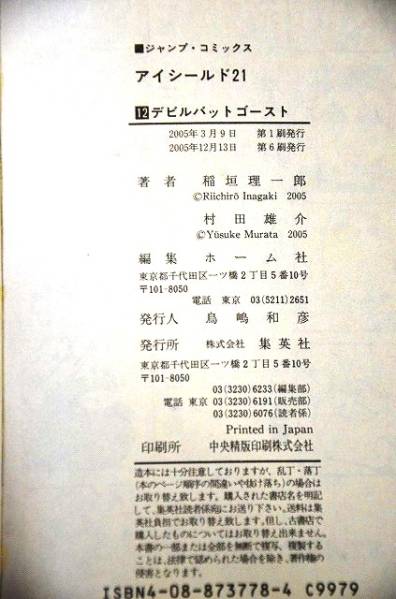 ■ジャンプ・コミックス
アイシールド21
12デビルバットゴースト
2005年3月9日 第1刷発行
2005年12月13日 第6刷発行
著者 稲垣理一郎
©Riichirō Inagaki 2005
村田雄介
©Yūsuke Murata 2005
編集 ホーム社
東京都千代田区一ツ橋2丁目5番10号
〒101-8050
電話 東京 03(5211)2651
発行人 鳥嶋和彦
発行所 株式会社 集英社
東京都千代田区一ツ橋2丁目5番10号
〒101-8050
03(3230)6233(編集部)
電話 東京 03(3230)6191(販売部)
03(3230)6076(読者係)
Printed in Japan
印刷所 中央精版印刷株式会社
造本には十分注意しておりますが、乱丁・落丁
(本のページ順序の間違いや抜け落ち)の場合は
お取り替え致します。購入された書店名を明記し
て、集英社読者係宛にお送り下さい。送料は集
英社負担でお取り替え致します。但し、古書店で
購入したものについてはお取り替え出来ません。
本書の一部または全部を無断で複写、複製する
ことは、法律で認められた場合を除き、著作権の
侵害となります。
ISBN4-08-873778-4 C9979